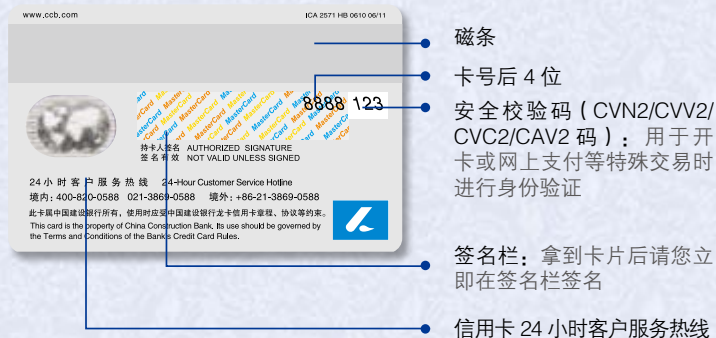 www.ccb.com
ICA 2571 HB 0610 06/11
8888 123
持卡人签名 AUTHORIZED SIGNATURE
签名有效 NOT VALID UNLESS SIGNED
24小时客户服务热线 24-Hour Customer Service Hotline
境内：400-820-0588 021-3869-0588 境外：+86-21-3869-0588
此卡属中国建设银行所有，使用时应受中国建设银行龙卡信用卡章程、协议等约束。
This card is the property of China Construction Bank, Its use should be governed by
the Terms and Conditions of the Bank's Credit Card Rules.
磁条
卡号后 4 位
安全校验码（CVN2/CVV2/
CVC2/CAV2 码）：用于开
卡或网上支付等特殊交易时
进行身份验证
签名栏：拿到卡片后请您立
即在签名栏签名
信用卡 24 小时客户服务热线